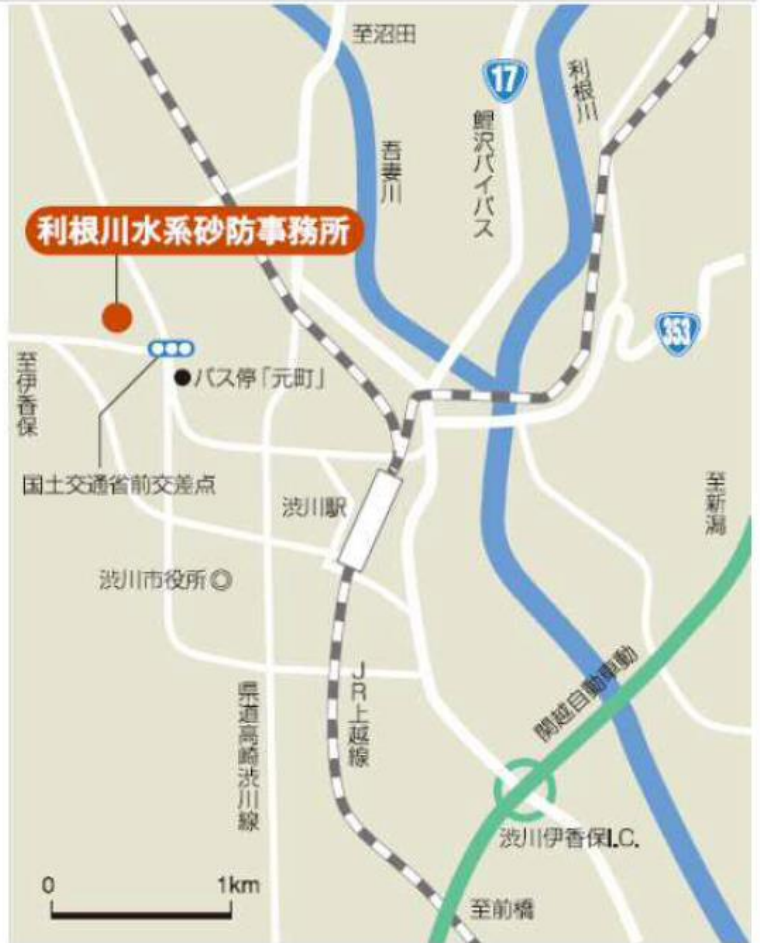 至沼田
17
利根川
鯉沢バイパス
吾妻川
利根川水系砂防事務所
353
至伊香保
バス停「元町」
国土交通省前交差点
渋川駅
至新潟
渋川市役所◎
関越自動車動
JR上越線
県道高崎渋川線
渋川伊香保I.C.
0 1km
至前橋